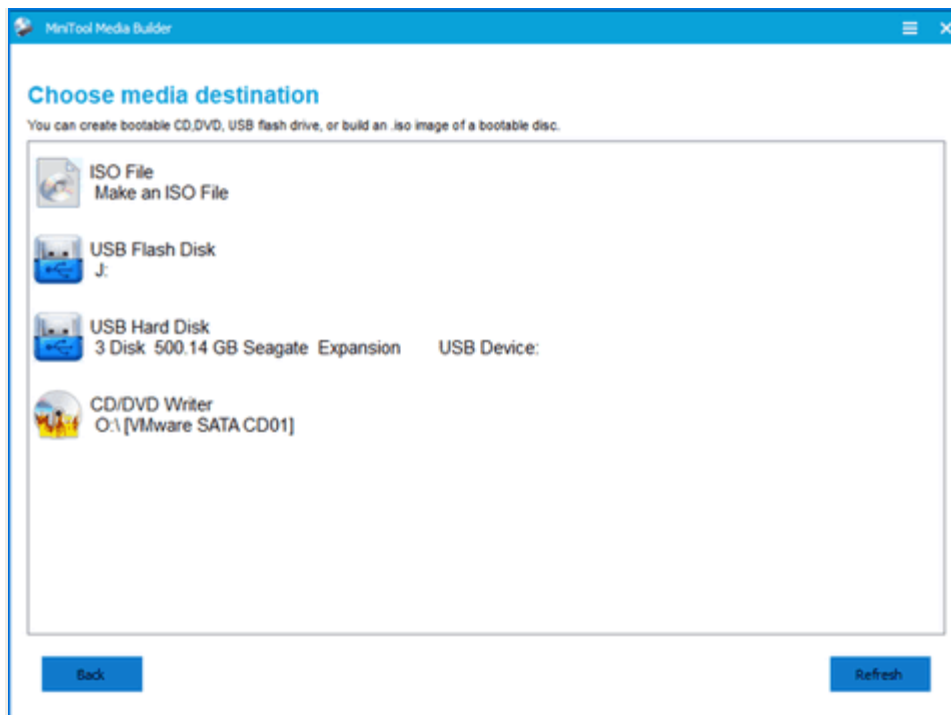 MiniTool Media Builder
Choose media destination
You can create bootable CD,DVD, USB flash drive, or build an .iso image of a bootable disc.
ISO File
Make an ISO File
USB Flash Disk
J:
USB Hard Disk
3 Disk 500.14 GB Seagate Expansion USB Device:
CD/DVD Writer
O:\ [VMware SATA CD01]
Back
Refresh